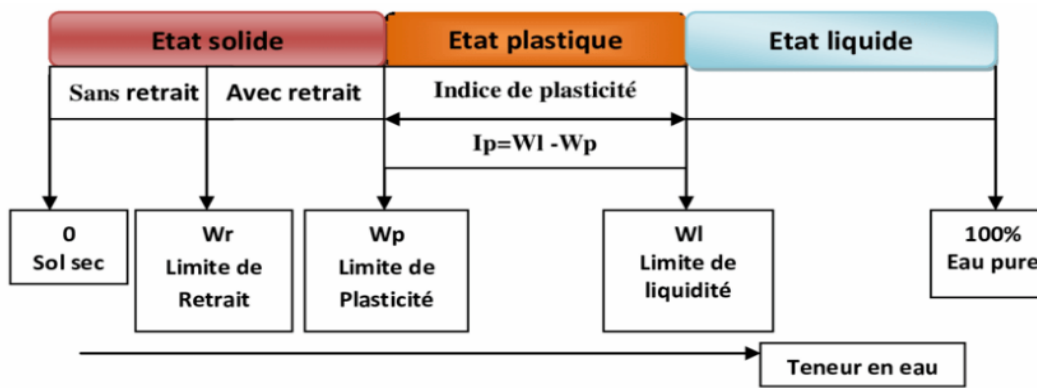 Etat solide
Etat plastique
Etat liquide
Sans retrait
Avec retrait
Indice de plasticité
Ip=Wl -Wp
0
Sol sec
Wr
Limite de
Retrait
Wp
Limite de
Plasticité
Wl
Limite de
liquidité
100%
Eau pure
Teneur en eau